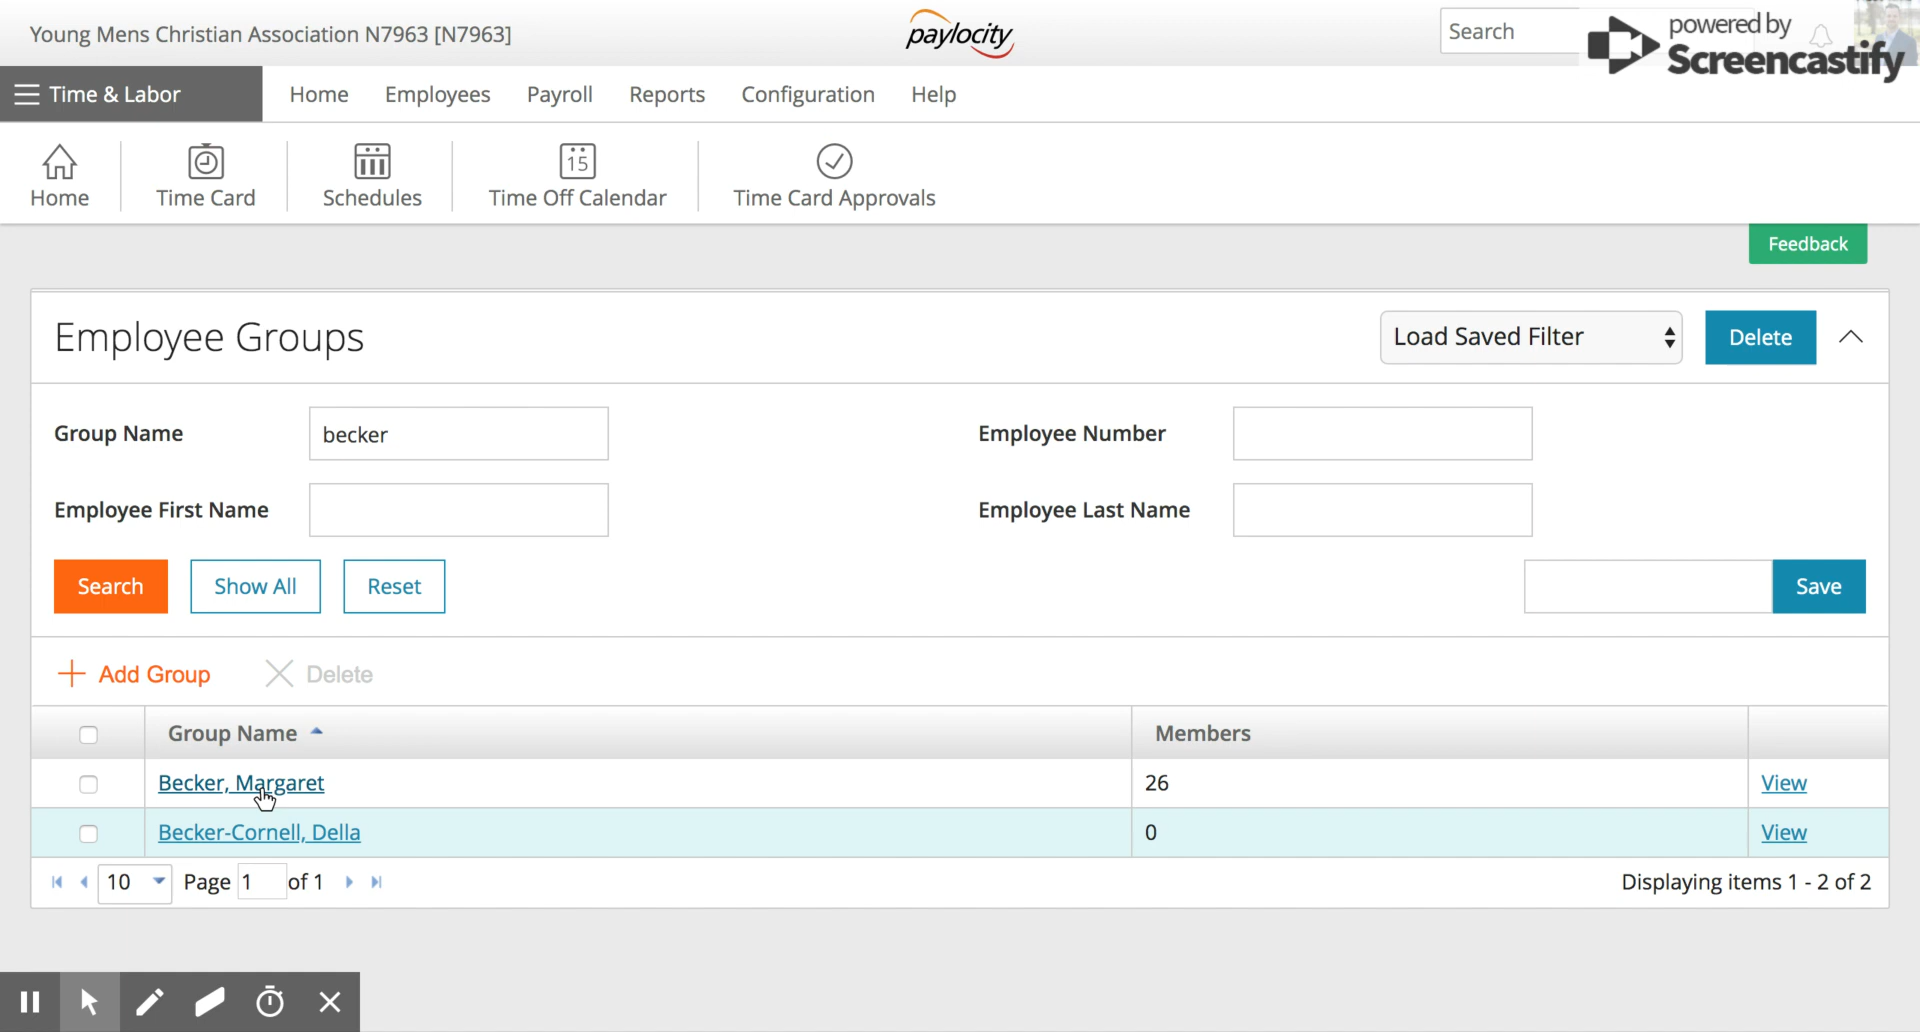 Young Mens Christian Association N7963 [N7963]
paylocity
Search
powered by
Screencastify
Time & Labor
Home
Employees
Payroll
Reports
Configuration
Help
Home
Time Card
Schedules
15
Time Off Calendar
Time Card Approvals
Feedback
Employee Groups
Load Saved Filter
Delete
Group Name
becker
Employee Number
Employee First Name
Employee Last Name
Search
Show All
Reset
Save
Add Group
Delete
Group Name
Members
Becker, Margaret
26
View
Becker-Cornell, Della
0
View
10
Page 1 of 1
Displaying items 1 - 2 of 2